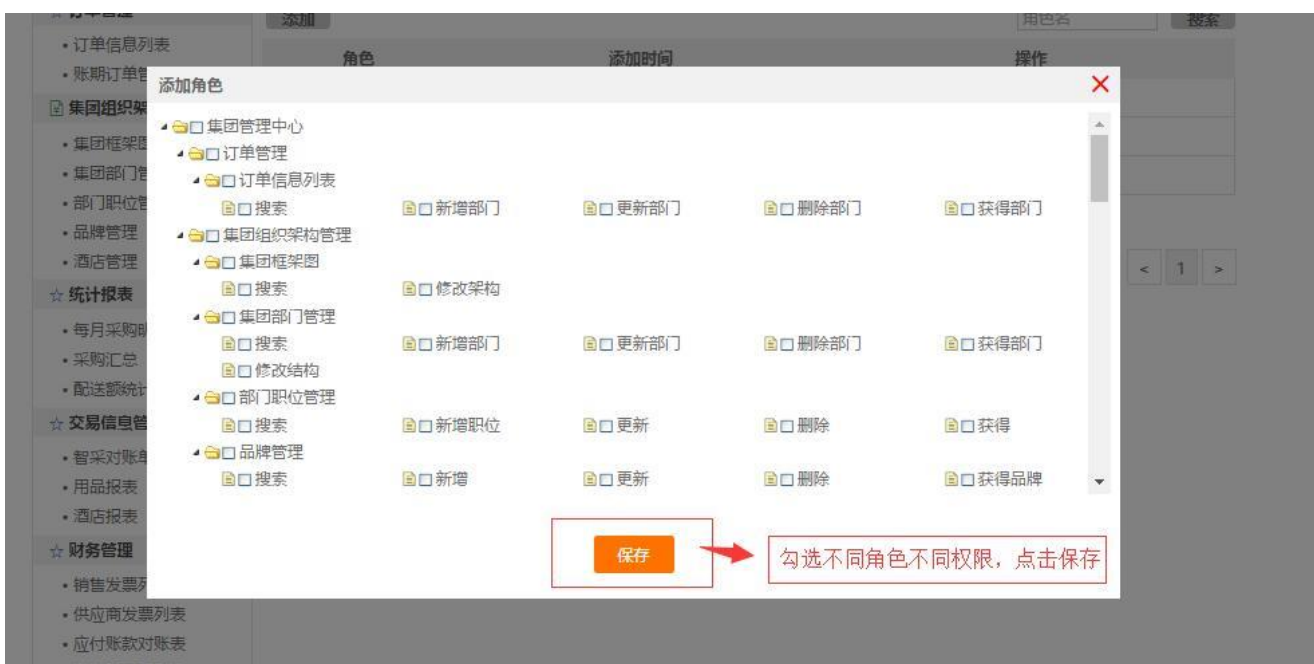 订单管理
添加
角色名
搜索
订单信息列表
角色
添加时间
操作
账期订单管
添加角色
集团组织架
集团管理中心
集团框架图
订单管理
集团部门管
订单信息列表
部门职位管
搜索 新增部门 更新部门 删除部门 获得部门
品牌管理
集团组织架构管理
酒店管理
集团框架图
< 1 >
统计报表
搜索 修改架构
每月采购明
集团部门管理
采购汇总
搜索 新增部门 更新部门 删除部门 获得部门
修改结构
配送额统计
部门职位管理
交易信息管
搜索 新增职位 更新 删除 获得
智采对账单
品牌管理
用品报表
搜索 新增 更新 删除 获得品牌
酒店报表
财务管理
保存
勾选不同角色不同权限，点击保存
销售发票列
供应商发票列表
应付账款对账表